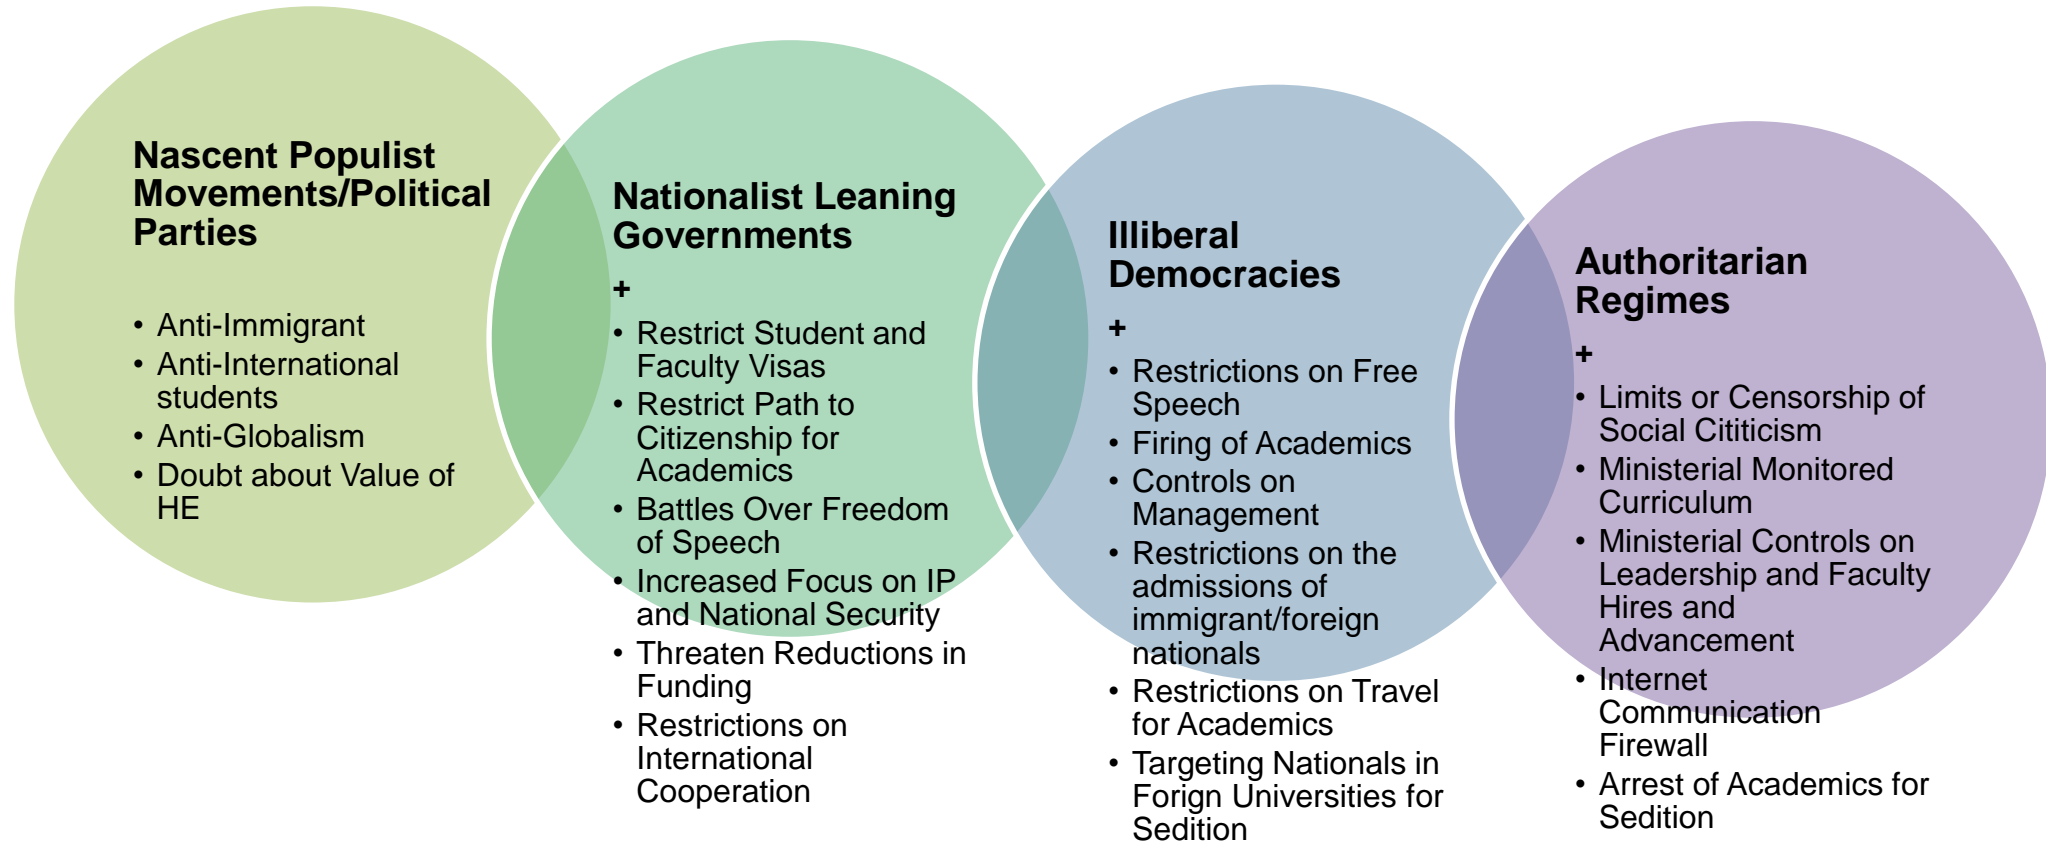 Nascent Populist
Movements/Political
Parties
• Anti-Immigrant
• Anti-International
students
• Anti-Globalism
• Doubt about Value of
HE
Nationalist Leaning
Governments
+
• Restrict Student and
Faculty Visas
• Restrict Path to
Citizenship for
Academics
• Battles Over Freedom
of Speech
• Increased Focus on IP
and National Security
• Threaten Reductions in
Funding
• Restrictions on
International
Cooperation
Illiberal
Democracies
+
• Restrictions on Free
Speech
• Firing of Academics
• Controls on
Management
• Restrictions on the
admissions of
immigrant/foreign
nationals
• Restrictions on Travel
for Academics
• Targeting Nationals in
Forign Universities for
Sedition
Authoritarian
Regimes
+
• Limits or Censorship of
Social Cititicism
• Ministerial Monitored
Curriculum
• Ministerial Controls on
Leadership and Faculty
Hires and
Advancement
• Internet
Communication
Firewall
• Arrest of Academics for
Sedition